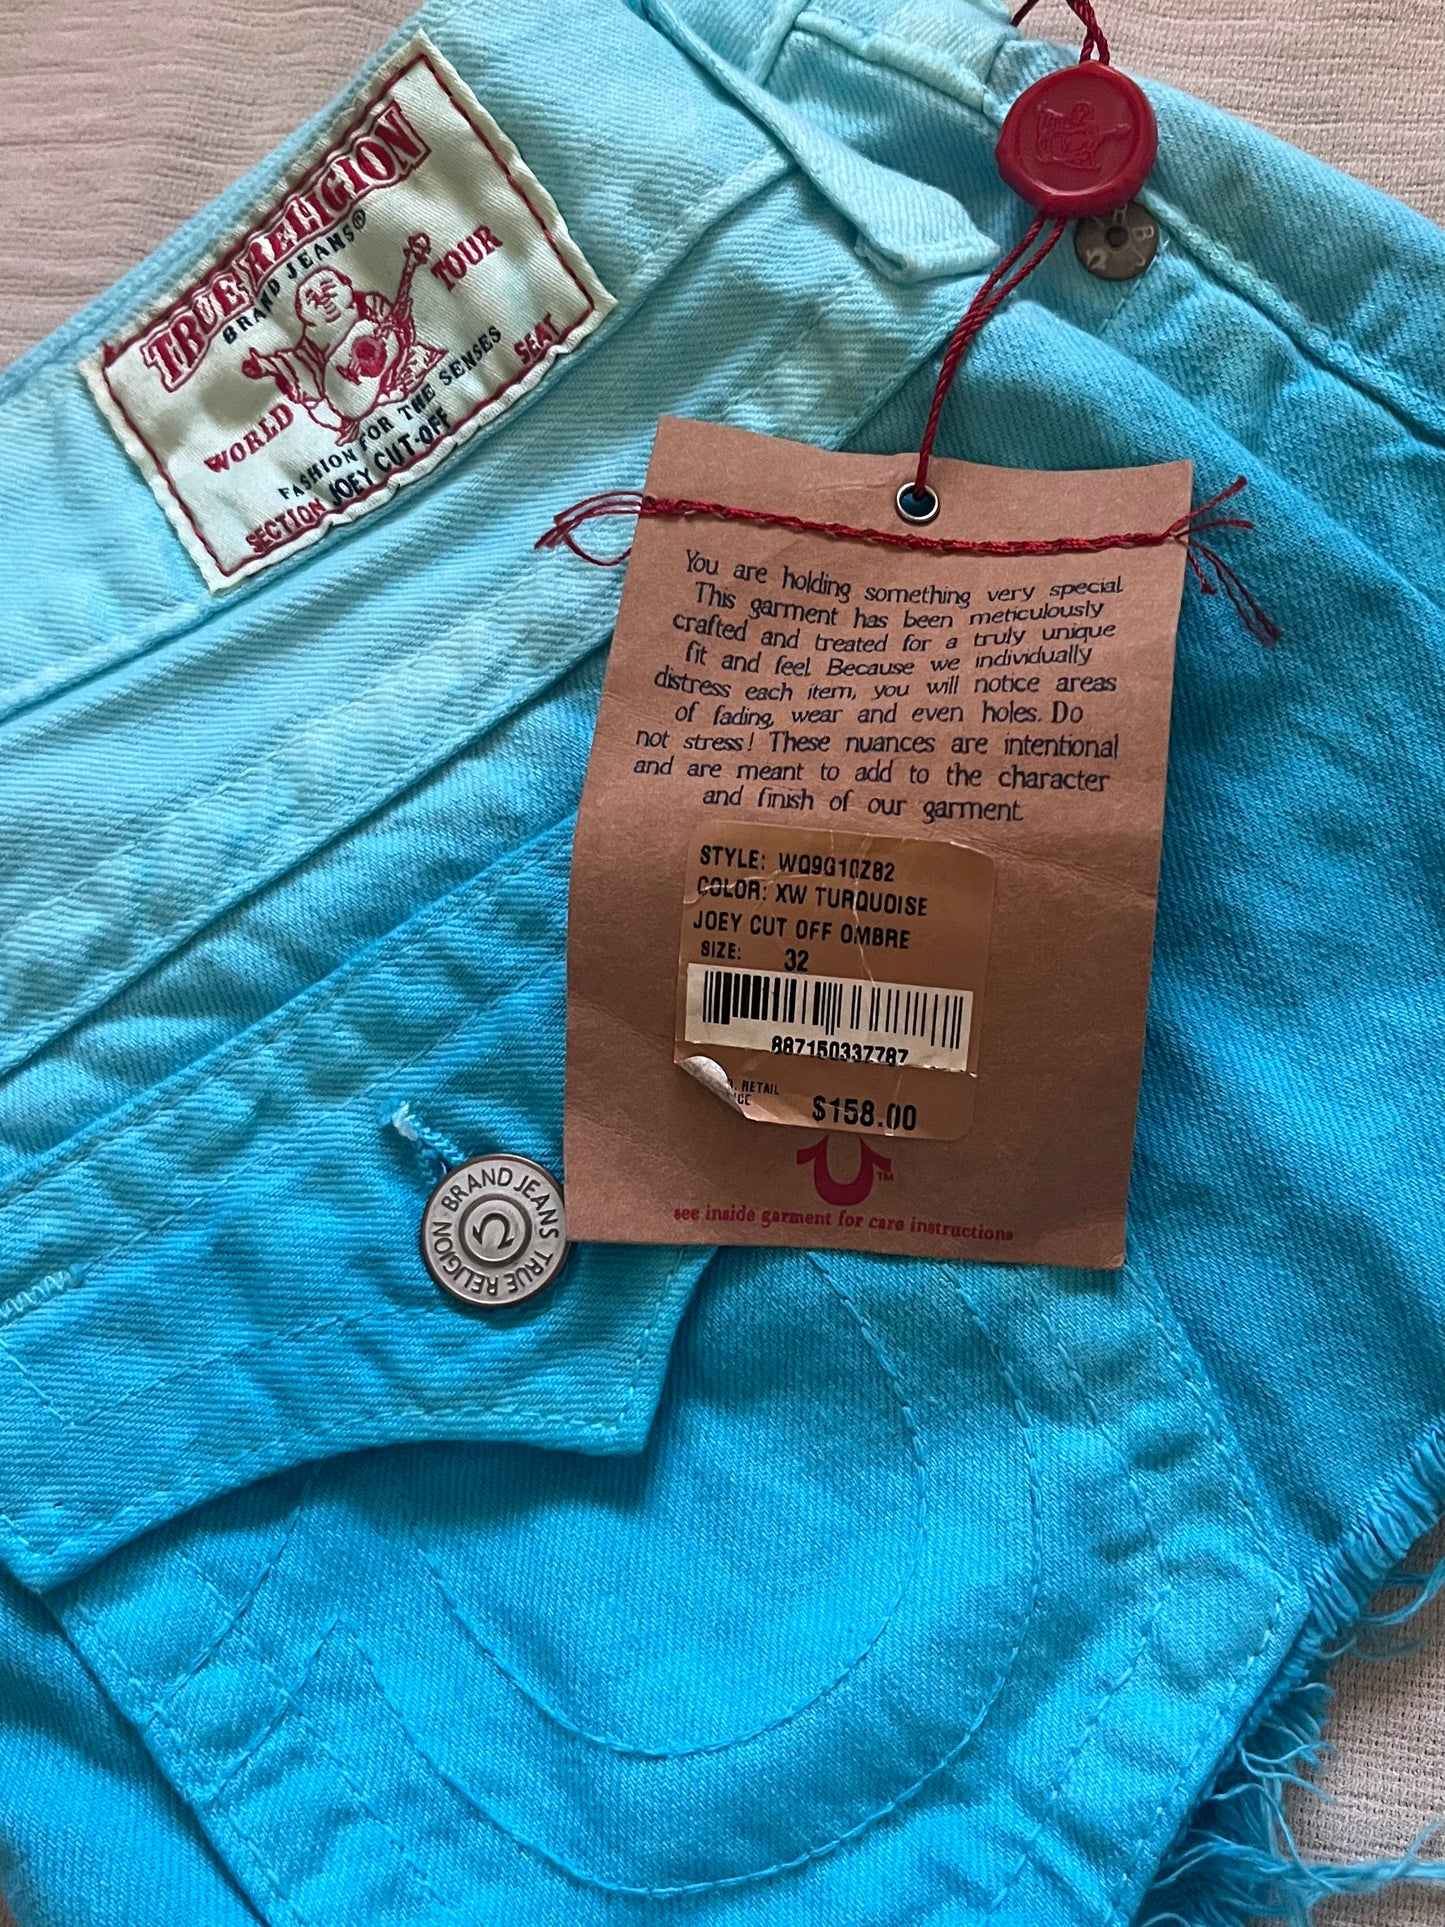 TRUE RELIGION
BRAND JEANS®
WORLD TOUR
FASHION FOR THE SENSES
SECTION JOEY CUT-OFF SEAT
You are holding something very special
This garment has been meticulously
crafted and treated for a truly unique
fit and feel. Because we individually
distress each item, you will notice areas
of fading, wear and even holes. Do
not stress! These nuances are intentional
and are meant to add to the character
and finish of our garment
STYLE: WQ9G10Z82
COLOR: XW TURQUOISE
JOEY CUT OFF OMBRE
SIZE: 32
887150337787
RETAIL
$158.00
TM
see inside garment for care instructions
BRAND JEANS TRUE RELIGION